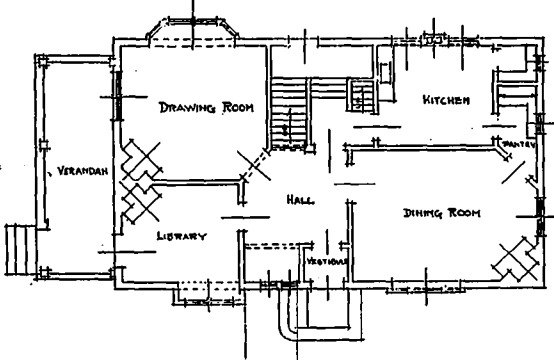 KITCHEN
DRAWING ROOM
PANTRY
VERANDAH
HALL
DINING ROOM
LIBRARY
VESTIBULE